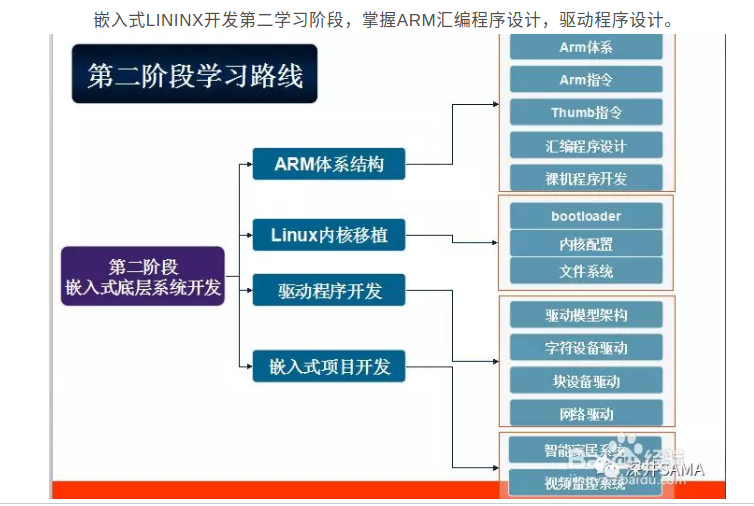 嵌入式LININX开发第二学习阶段，掌握ARM汇编程序设计，驱动程序设计。
第二阶段学习路线
第二阶段
嵌入式底层系统开发
ARM体系结构
Linux内核移植
驱动程序开发
嵌入式项目开发
Arm体系
Arm指令
Thumb指令
汇编程序设计
课机程序开发
bootloader
内核配置
文件系统
驱动模型架构
字符设备驱动
块设备驱动
网络驱动
智能家居系统
视频监控系统
Bai 经验
深井SAMA
jingyan.baidu.com